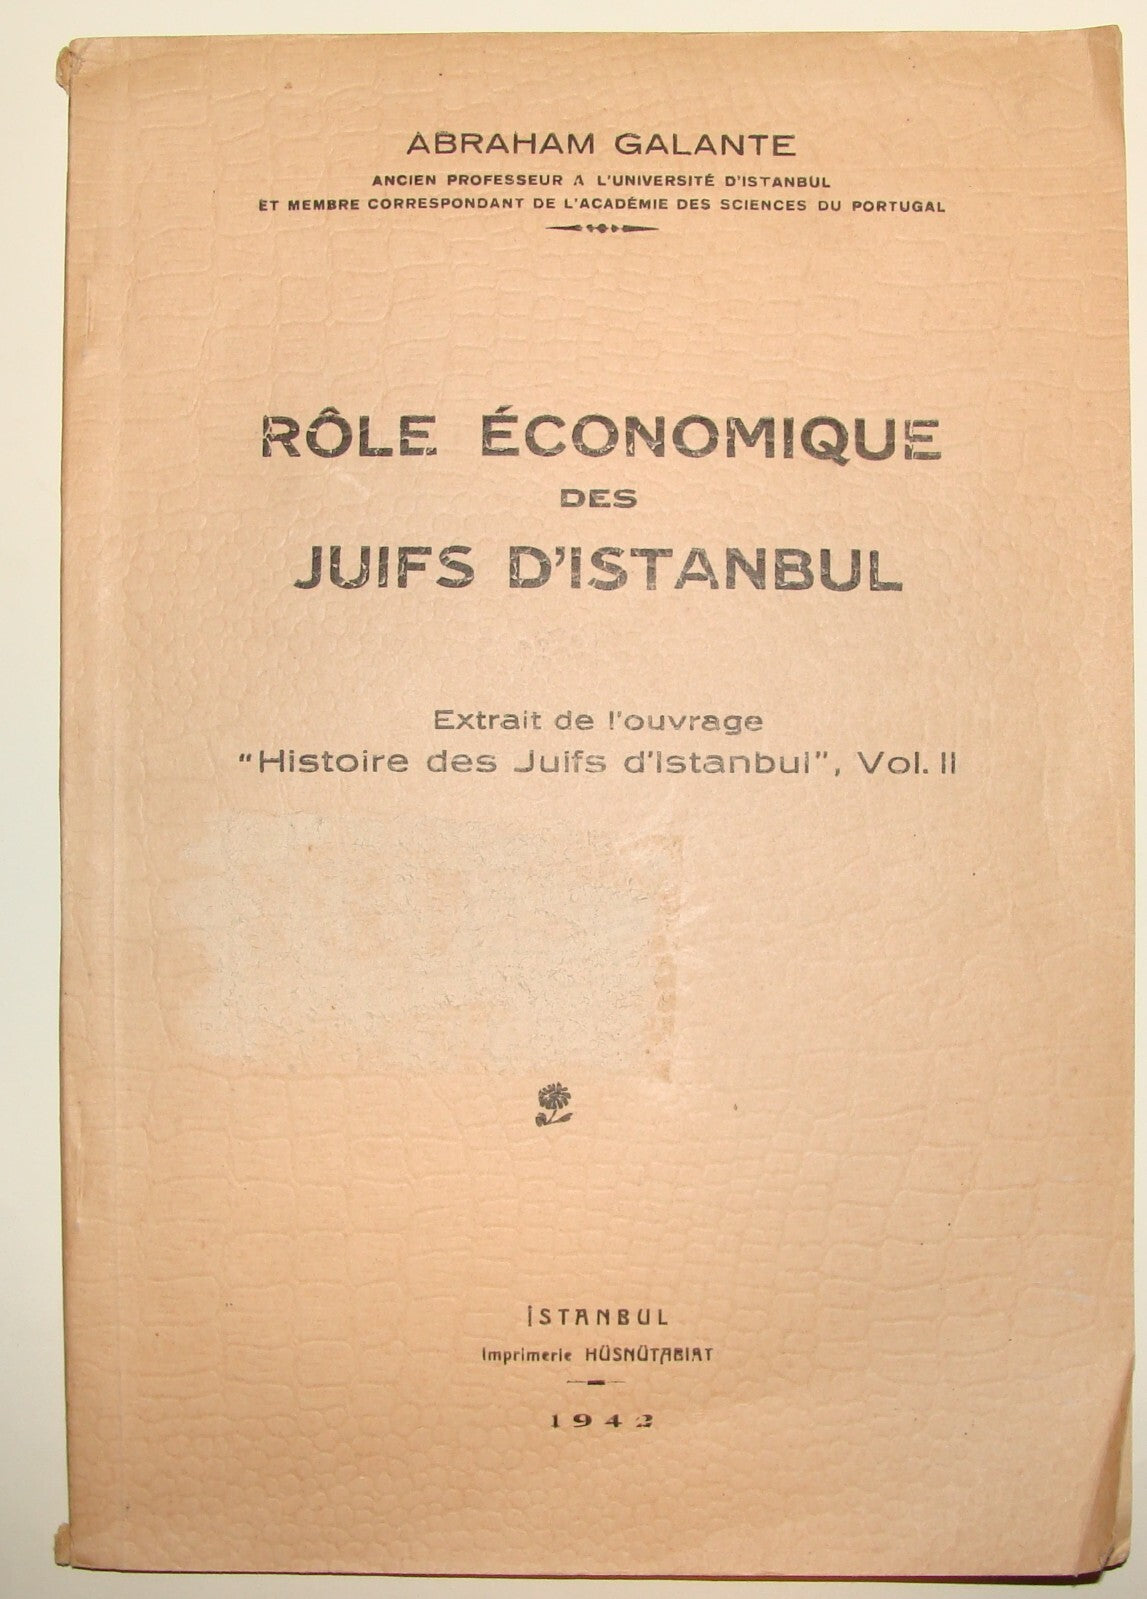 ABRAHAM GALANTE
ANCIEN PROFESSEUR A L'UNIVERSITÉ D'ISTANBUL
ET MEMBRE CORRESPONDANT DE L'ACADÉMIE DES SCIENCES DU PORTUGAL
RÔLE ÉCONOMIQUE
DES
JUIFS D'ISTANBUL
Extrait de l'ouvrage
"Histoire des Juifs d'Istanbul", Vol. II
İSTANBUL
Imprimerie HÜSNÜTABIAT
1942